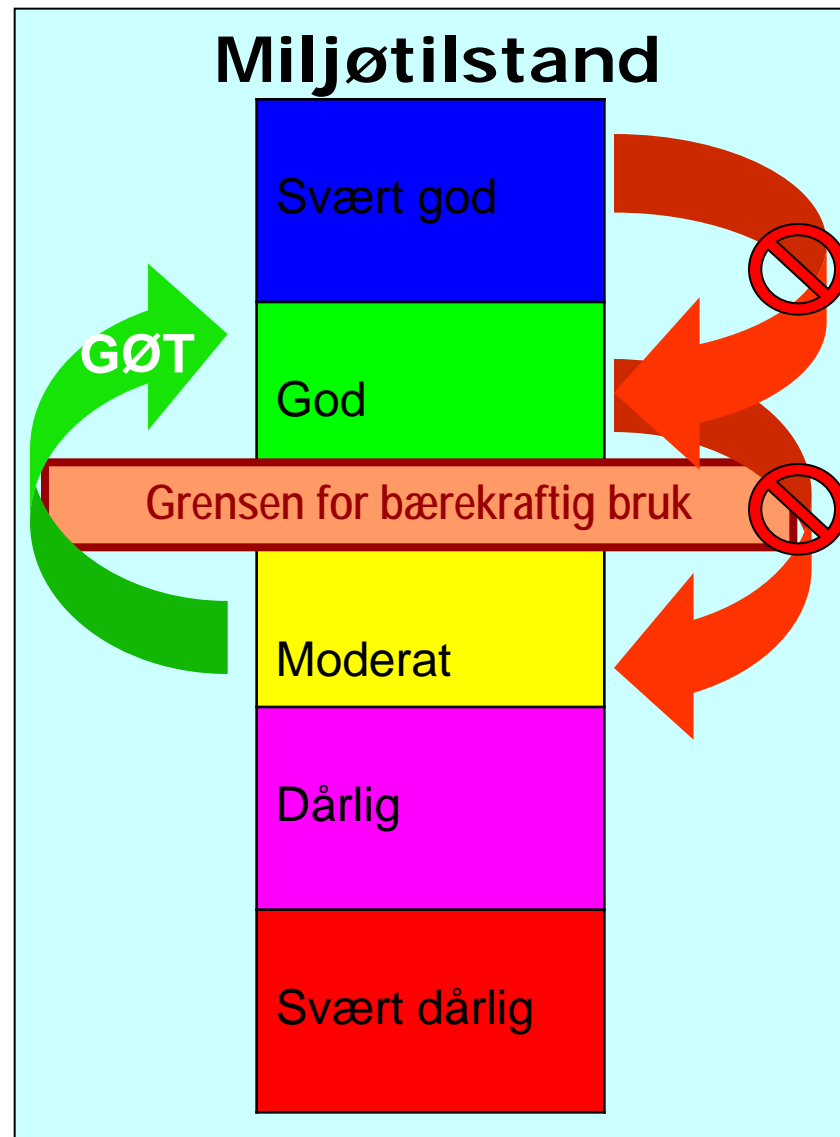 Miljøtilstand
Svært god
GØT
God
Grensen for bærekraftig bruk
Moderat
Dårlig
Svært dårlig